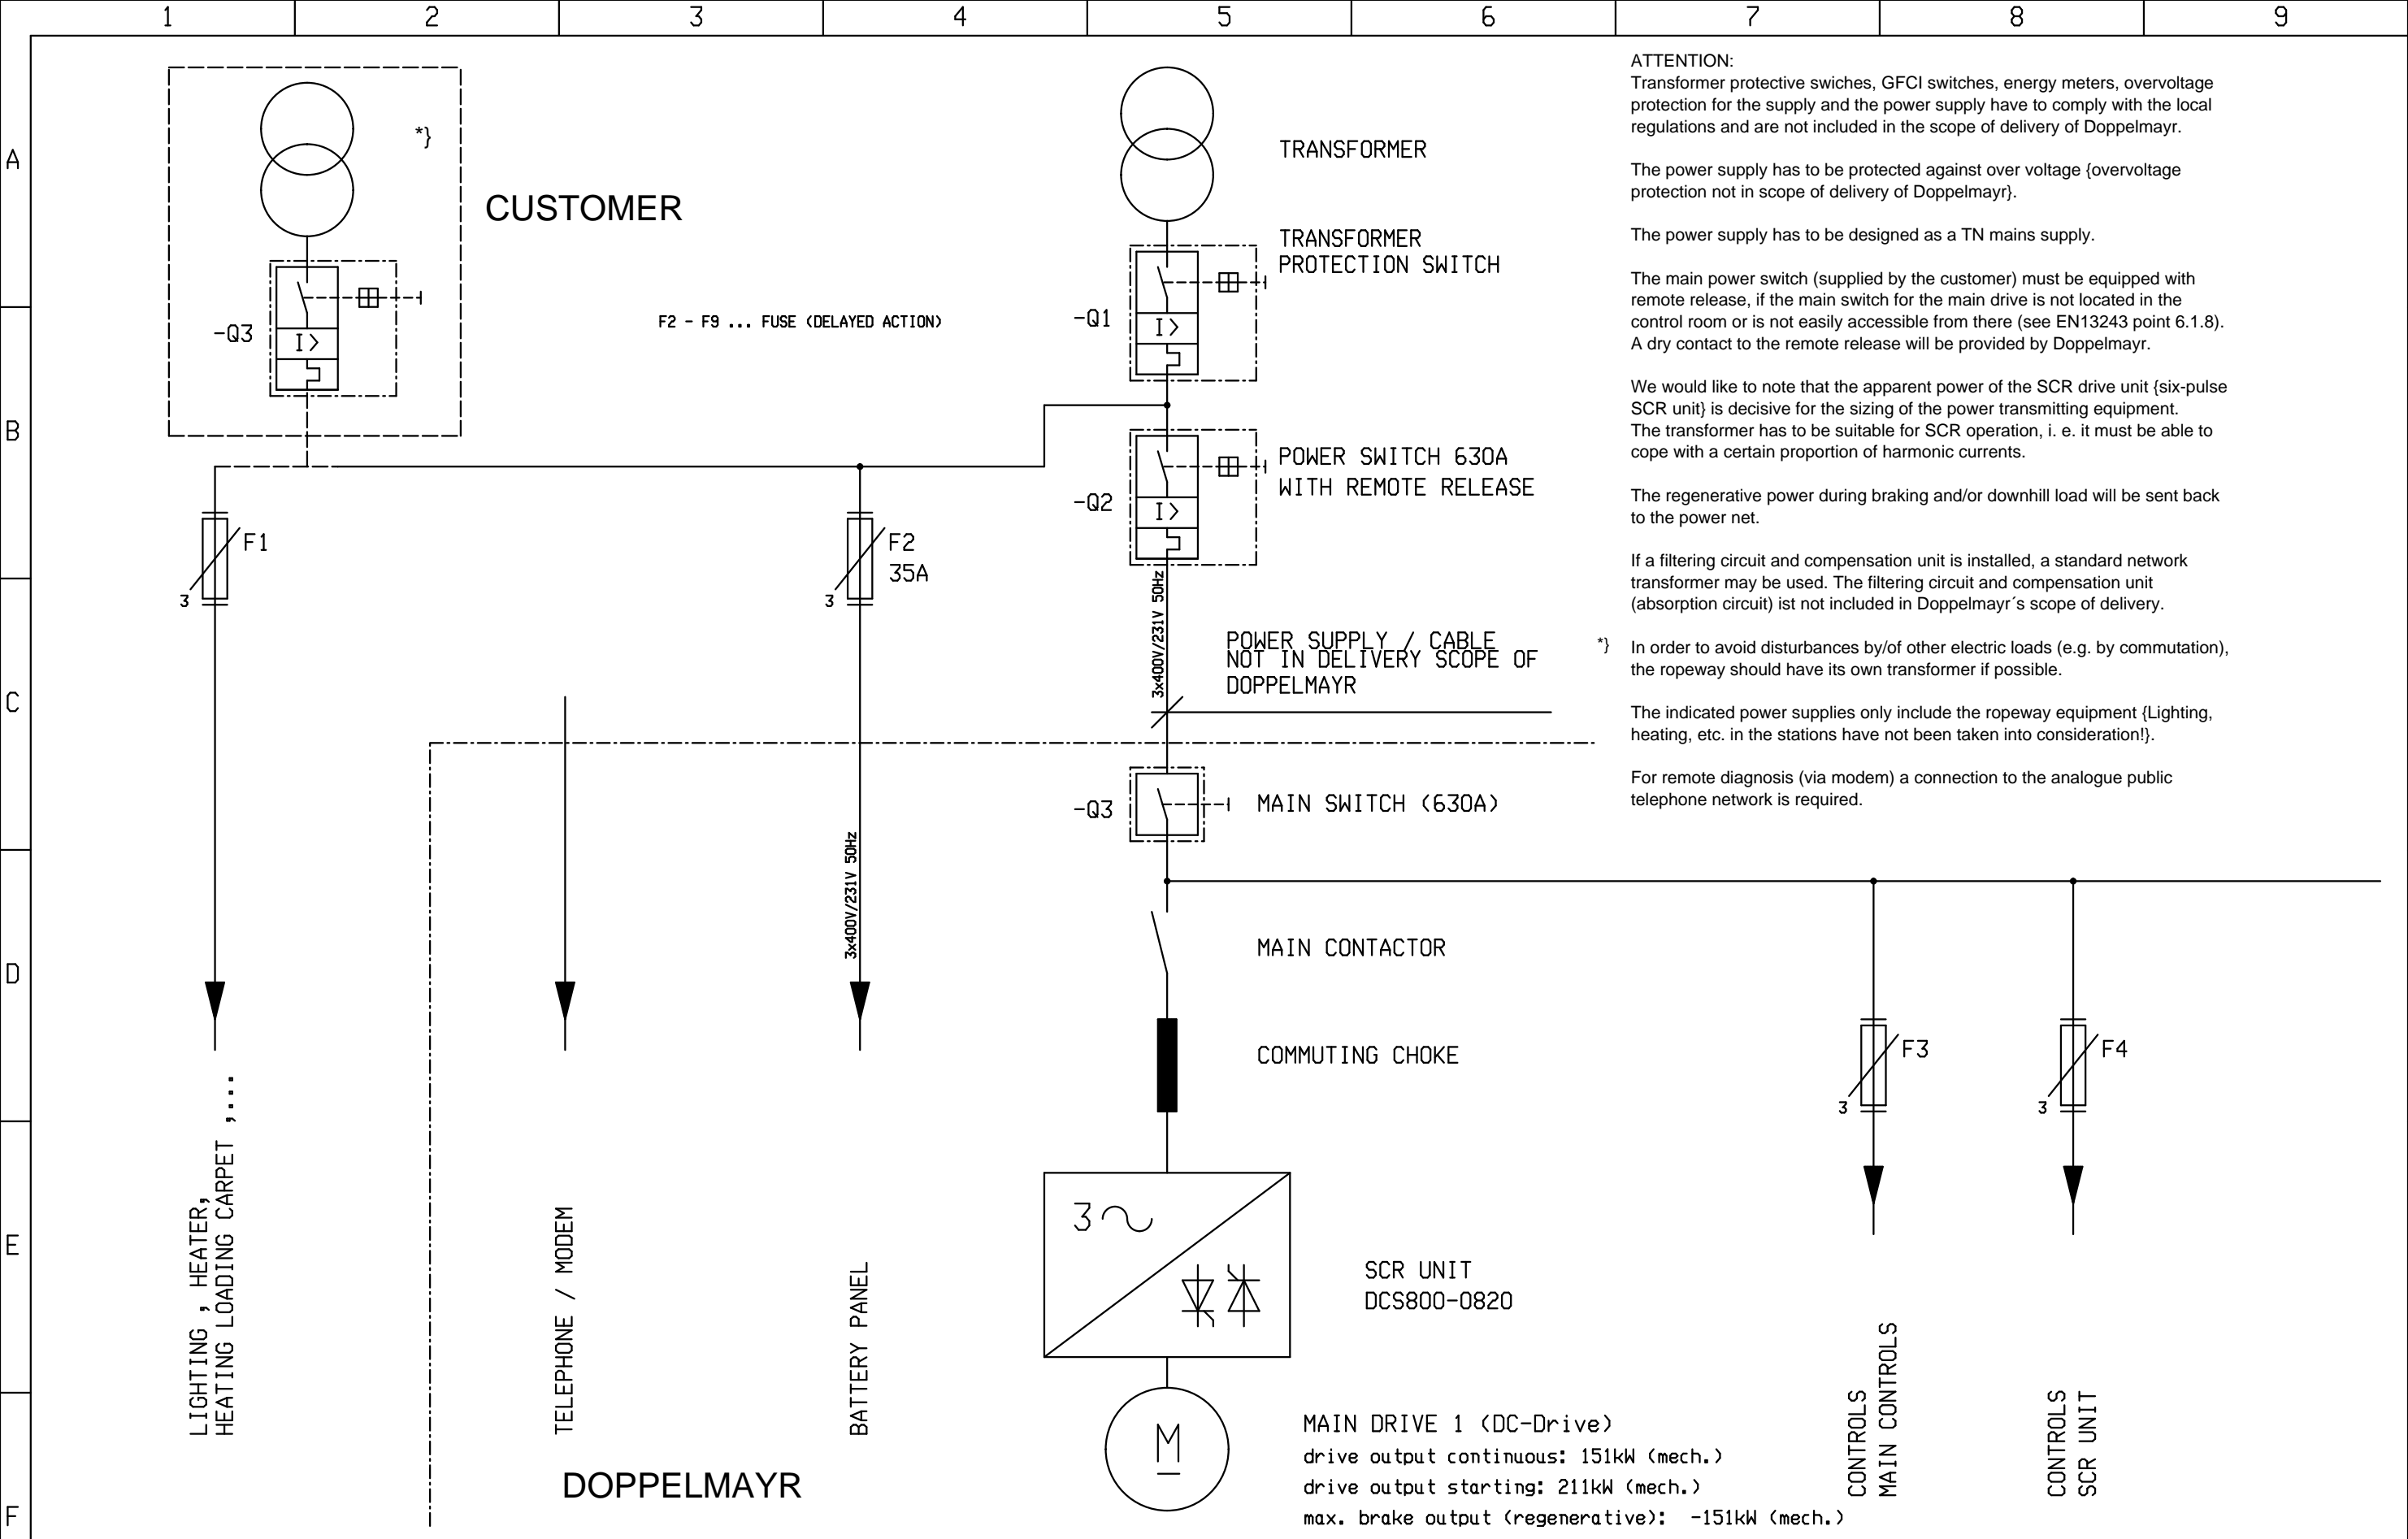 1 2 3 4 5 6 7 8 9
A
B
C
D
E
F
*}
CUSTOMER
-Q3
F2 - F9 ... FUSE (DELAYED ACTION)
TRANSFORMER
TRANSFORMER
PROTECTION SWITCH
-Q1
I>
I>
POWER SWITCH 630A
WITH REMOTE RELEASE
-Q2
I>
F1
3
F2
35A
3
3x400V/231V 50Hz
POWER SUPPLY / CABLE
NOT IN DELIVERY SCOPE OF
DOPPELMAYR
-Q3
MAIN SWITCH (630A)
3x400V/231V 50Hz
MAIN CONTACTOR
COMMUTING CHOKE
F3
3
F4
3
3
SCR UNIT
DCS800-0820
M
MAIN DRIVE 1 (DC-Drive)
drive output continuous: 151kW (mech.)
drive output starting: 211kW (mech.)
max. brake output (regenerative): -151kW (mech.)
LIGHTING , HEATER,
HEATING LOADING CARPET ,...
TELEPHONE / MODEM
BATTERY PANEL
CONTROLS
MAIN CONTROLS
CONTROLS
SCR UNIT
DOPPELMAYR
ATTENTION:
Transformer protective swiches, GFCI switches, energy meters, overvoltage
protection for the supply and the power supply have to comply with the local
regulations and are not included in the scope of delivery of Doppelmayr.
The power supply has to be protected against over voltage {overvoltage
protection not in scope of delivery of Doppelmayr}.
The power supply has to be designed as a TN mains supply.
The main power switch (supplied by the customer) must be equipped with
remote release, if the main switch for the main drive is not located in the
control room or is not easily accessible from there (see EN13243 point 6.1.8).
A dry contact to the remote release will be provided by Doppelmayr.
We would like to note that the apparent power of the SCR drive unit {six-pulse
SCR unit} is decisive for the sizing of the power transmitting equipment.
The transformer has to be suitable for SCR operation, i. e. it must be able to
cope with a certain proportion of harmonic currents.
The regenerative power during braking and/or downhill load will be sent back
to the power net.
If a filtering circuit and compensation unit is installed, a standard network
transformer may be used. The filtering circuit and compensation unit
(absorption circuit) ist not included in Doppelmayr´s scope of delivery.
*} In order to avoid disturbances by/of other electric loads (e.g. by commutation),
the ropeway should have its own transformer if possible.
The indicated power supplies only include the ropeway equipment {Lighting,
heating, etc. in the stations have not been taken into consideration!}.
For remote diagnosis (via modem) a connection to the analogue public
telephone network is required.